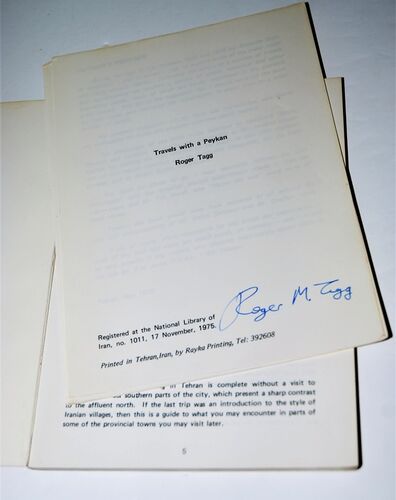 Travels with a Peykan
Roger Tagg
Roger M. Tagg
Registered at the National Library of
Iran, no. 1011, 17 November, 1975.
Printed in Tehran, Iran, by Rayka Printing, Tel: 392608
in Tehran is complete without a visit to
southern parts of the city, which present a sharp contrast
to the affluent north. If the last trip was an introduction to the style of
Iranian villages, then this is a guide to what you may encounter in parts of
some of the provincial towns you may visit later.
5